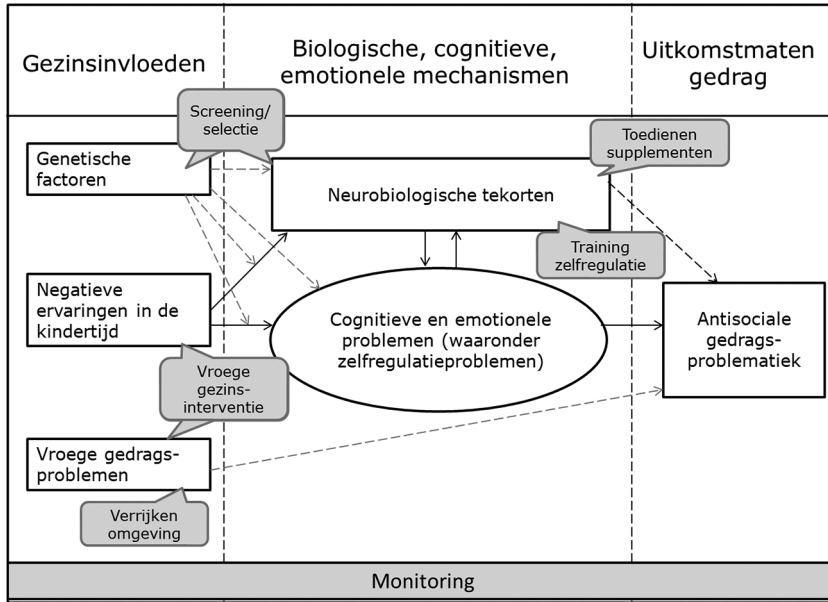 Gezinsinvloeden
Biologische, cognitieve,
emotionele mechanismen
Uitkomstmaten
gedrag
Screening/
selectie
Toedienen
supplementen
Genetische
factoren
Neurobiologische tekorten
Training
zelfregulatie
Negatieve
ervaringen in de
kindertijd
Cognitieve en emotionele
problemen (waaronder
zelfregulatieproblemen)
Antisociale
gedrags-
problematiek
Vroege
gezins-
interventie
Vroege gedrags-
problemen
Verrijken
omgeving
Monitoring